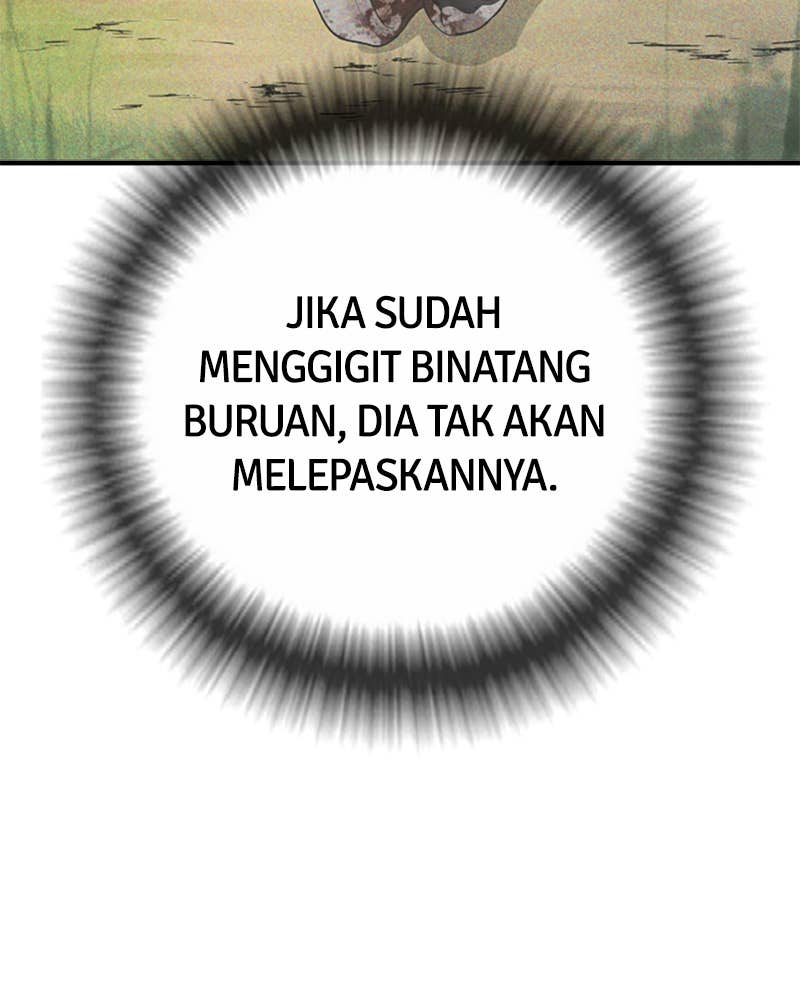 JIKA SUDAH
MENGGIGIT BINATANG
BURUAN, DIA TAK AKAN
MELEPASKANNYA.